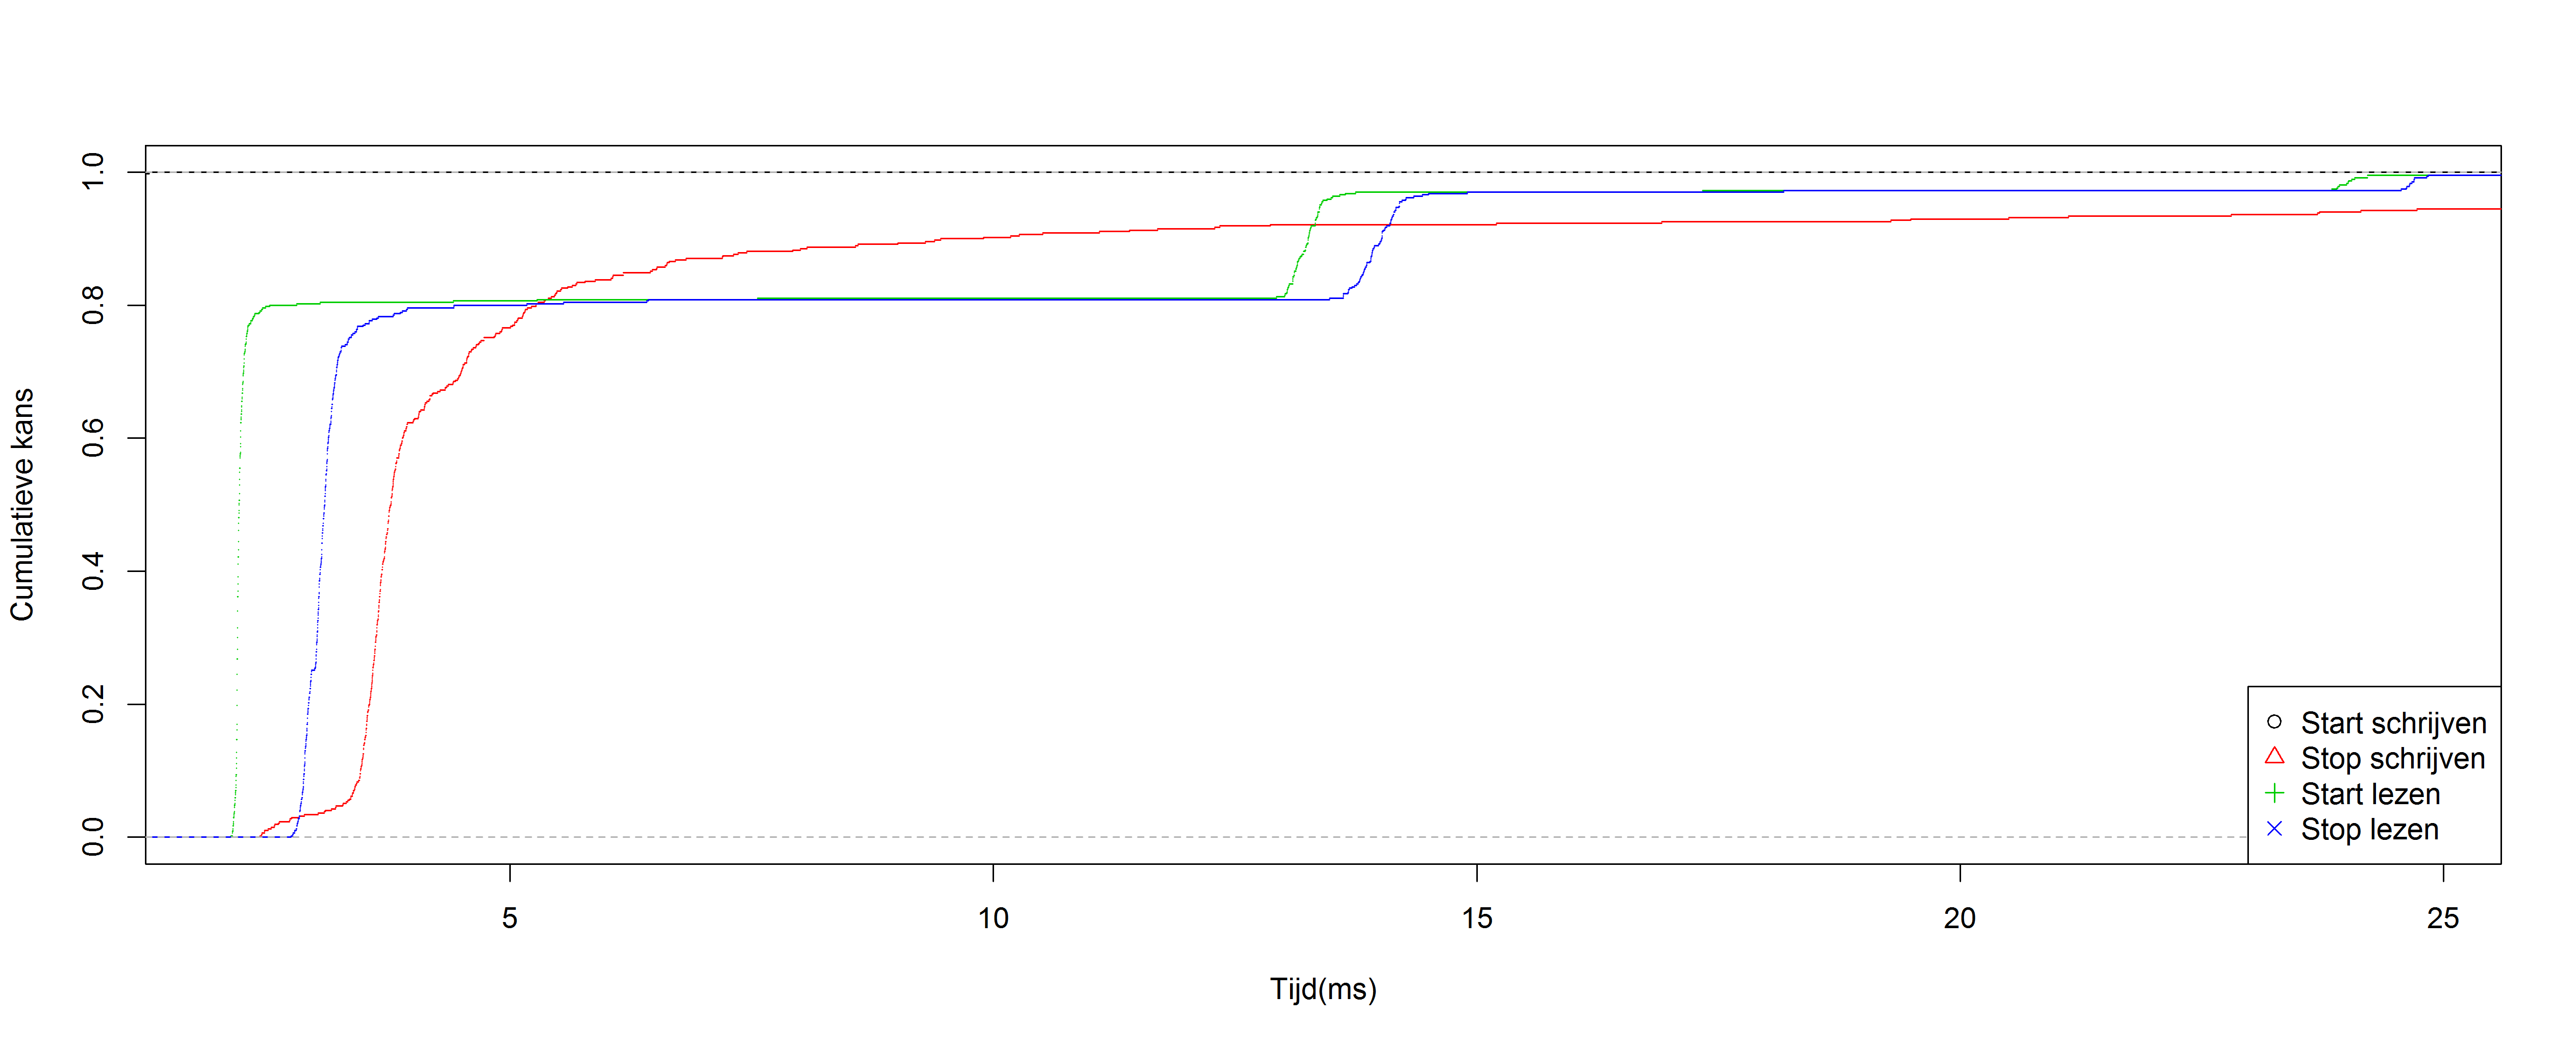 Cumulatieve kans
1.0
0.8
0.6
0.4
0.2
0.0
5 10 15 20 25
Tijd(ms)
Start schrijven
Stop schrijven
Start lezen
Stop lezen